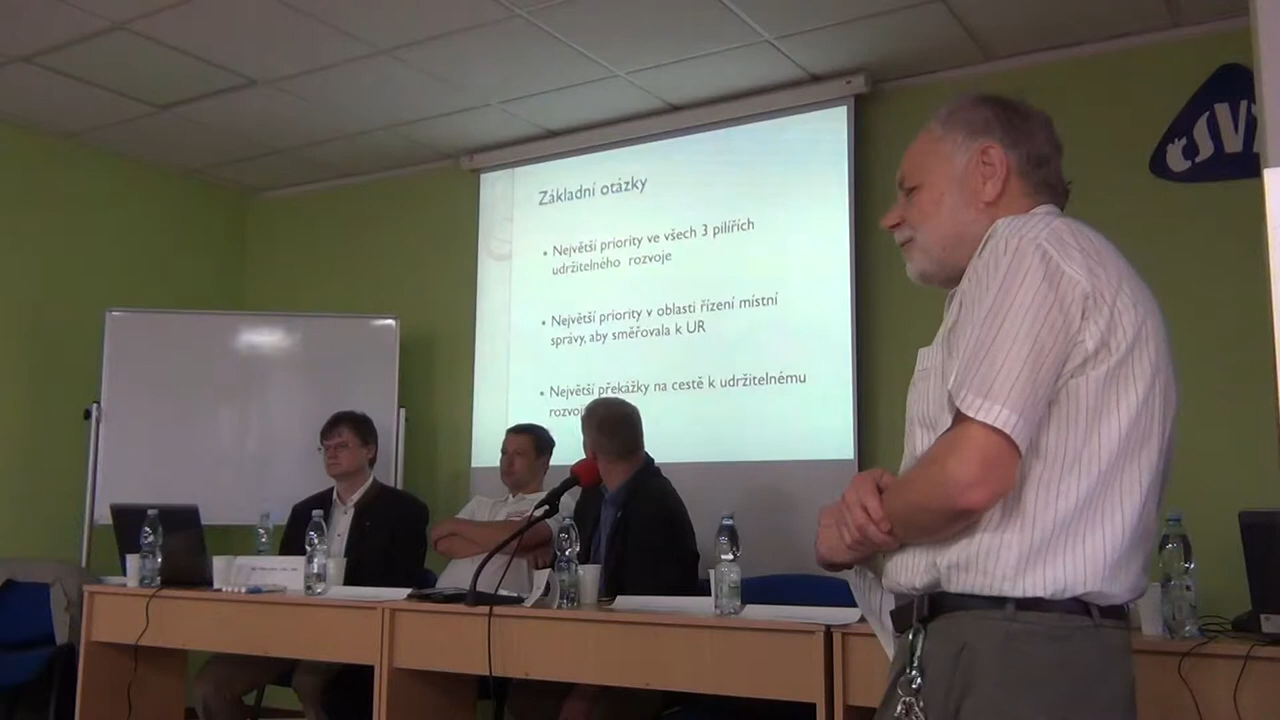 Základní otázky
• Největší priority ve všech 3 pilířích
udržitelného rozvoje
• Největší priority v oblasti řízení místní
správy, aby směřovala k UR
• Největší překážky na cestě k udržitelnému
rozvoji
ČSV